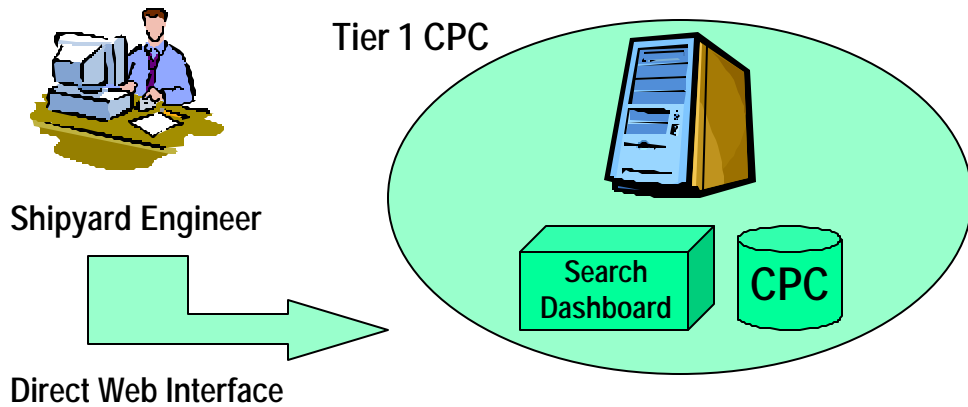 Tier 1 CPC
Shipyard Engineer
Search
Dashboard
CPC
Direct Web Interface